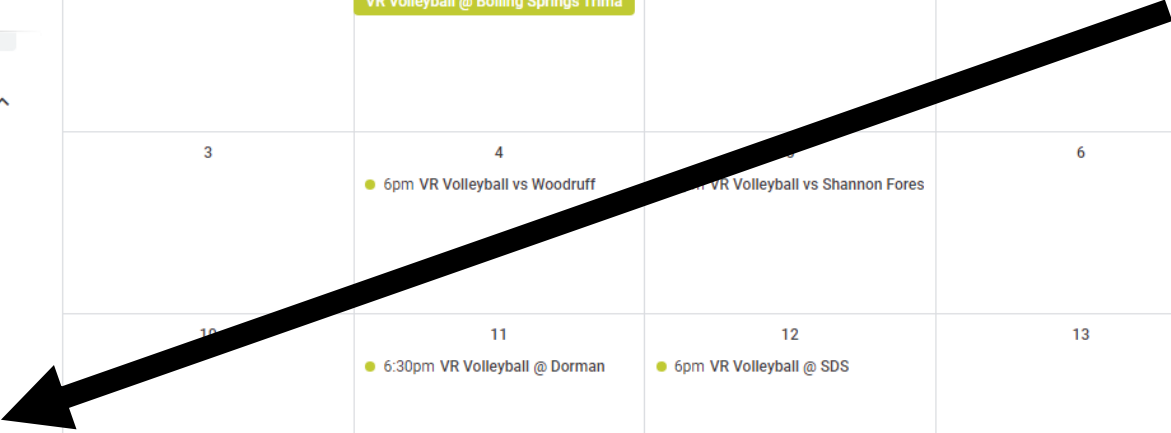 VR Volleyball @ Boiling Springs Trima
3
4
6
6pm VR Volleyball vs Woodruff
VR Volleyball vs Shannon Fores
11
12
13
6:30pm VR Volleyball @ Dorman
6pm VR Volleyball @ SDS